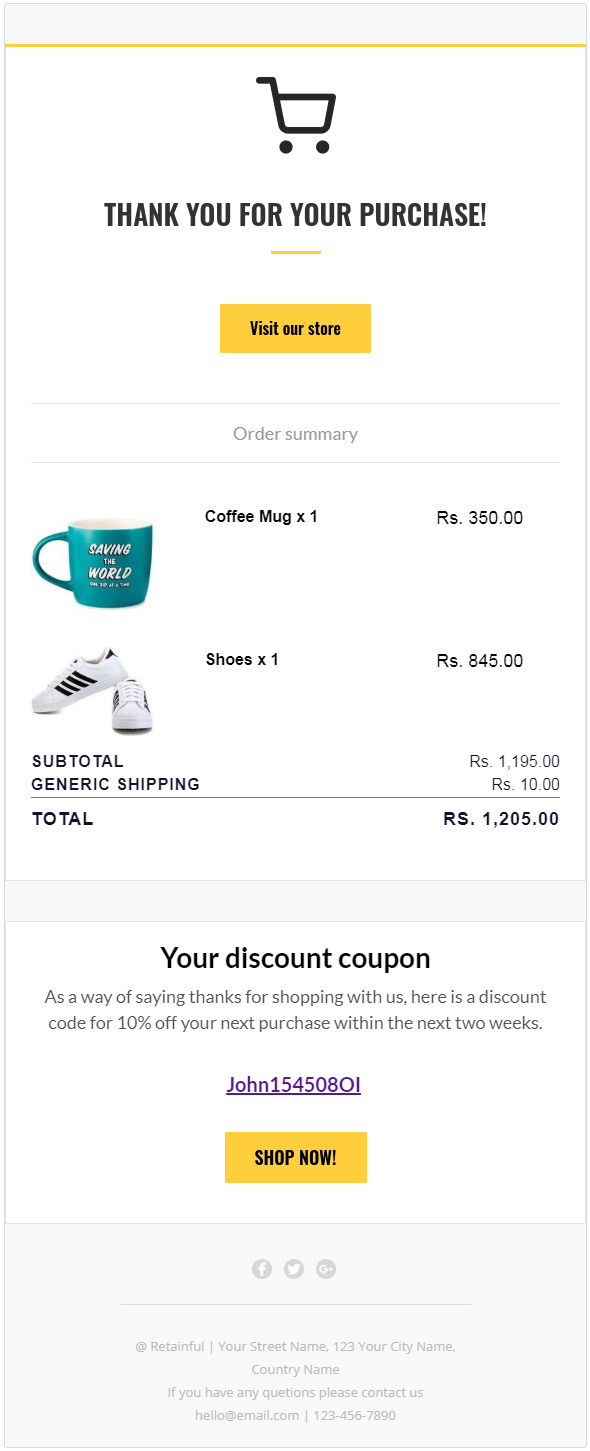 THANK YOU FOR YOUR PURCHASE!
Visit our store
Order summary
SAVING
THE
WORLD
ONE SIP AT A TIME
Coffee Mug x 1 Rs. 350.00
Shoes x 1 Rs. 845.00
SUBTOTAL Rs. 1,195.00
GENERIC SHIPPING Rs. 10.00
TOTAL RS. 1,205.00
Your discount coupon
As a way of saying thanks for shopping with us, here is a discount
code for 10% off your next purchase within the next two weeks.
John154508OI
SHOP NOW!
@ Retainful | Your Street Name, 123 Your City Name,
Country Name
If you have any quetions please contact us
hello@email.com | 123-456-7890